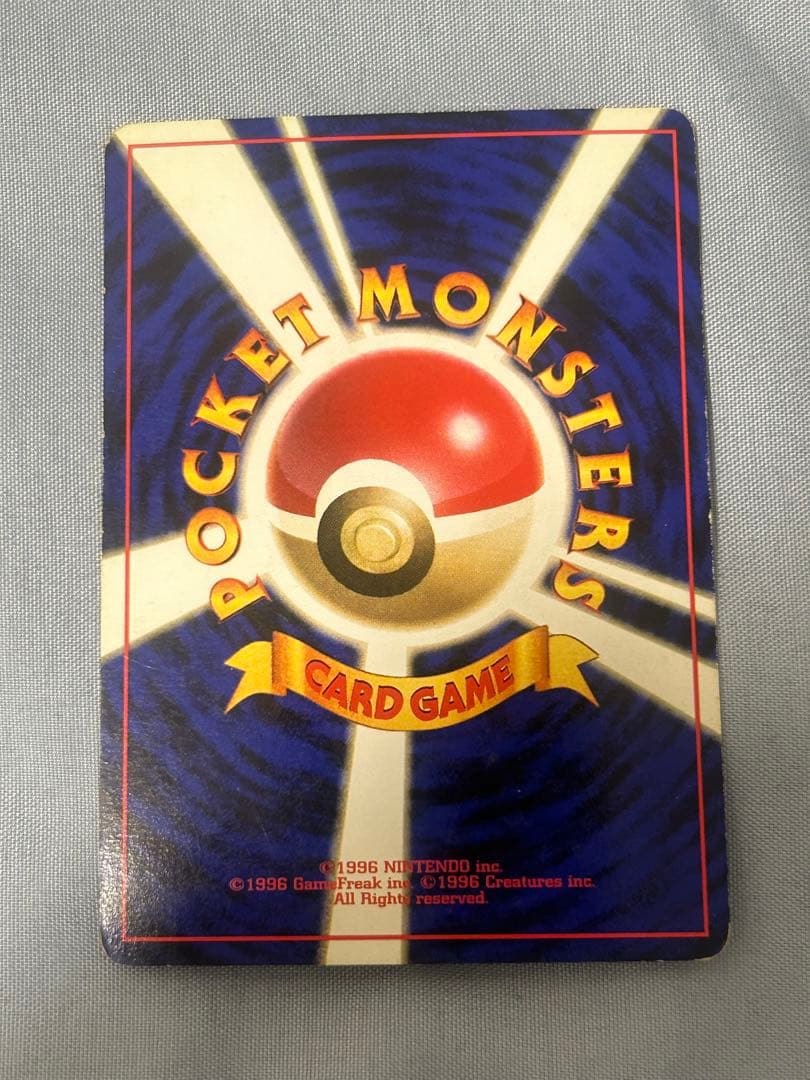 POCKET MONSTERS
CARD GAME
©1996 NINTENDO inc.
©1996 GameFreak inc. ©1996 Creatures inc.
All Rights reserved.